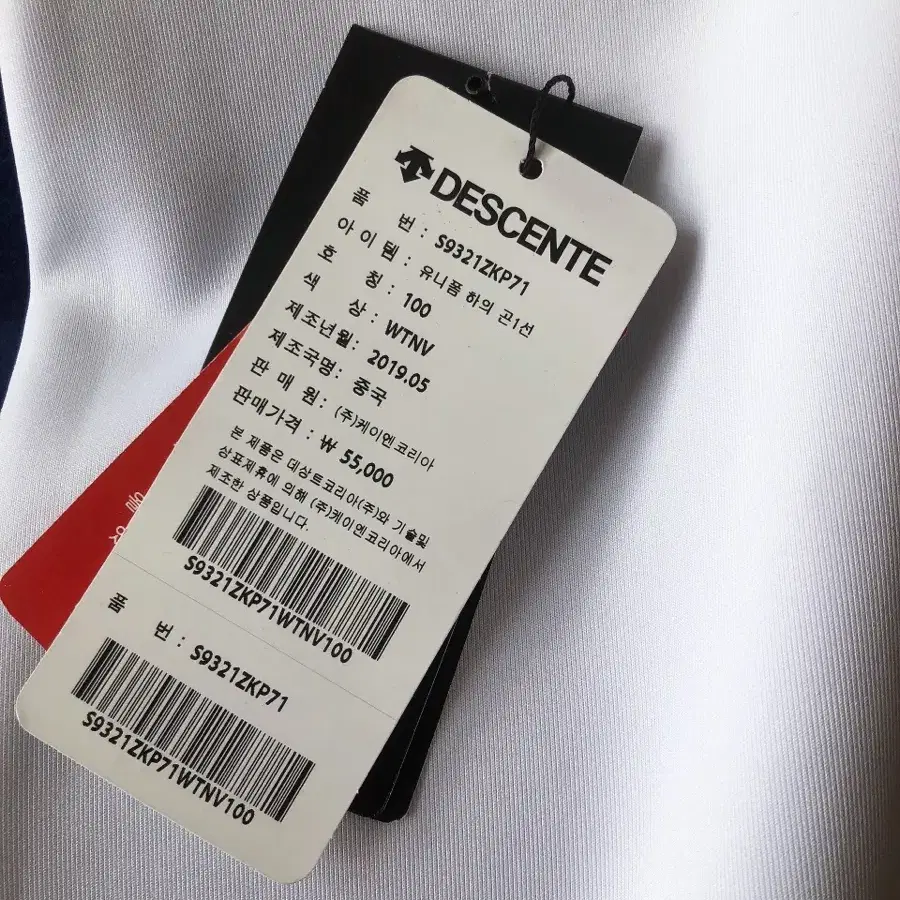 DESCENTE
품 번 : S9321ZKP71
아 이 템 : 유니폼 하의 곤1선
호 칭 : 100
색 상 : WTNV
제조년월: 2019.05
제조국명: 중국
판 매 원: (주)케이엔코리아
판매가격 : ₩ 55,000
본 제품은 데상트코리아(주)와 기술및
상표제휴에 의해 (주)케이엔코리아에서
제조한 상품입니다.
S9321ZKP71WTNV100
품 번 : S9321ZKP71
S9321ZKP71WTNV100